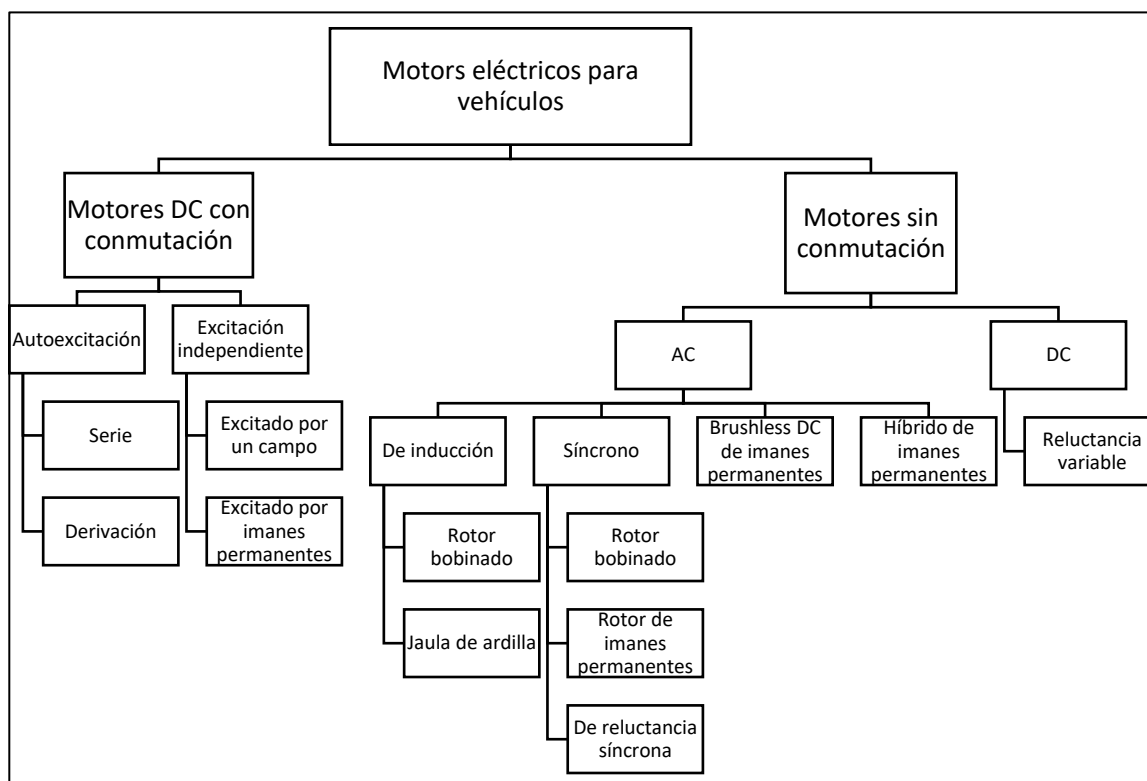 Motors eléctricos para
vehículos
Motores DC con
conmutación
Motores sin
conmutación
Autoexcitación
Excitación
independiente
AC
DC
Serie
Excitado por
un campo
De inducción
Síncrono
Brushless DC
de imanes
permanentes
Híbrido de
imanes
permanentes
Reluctancia
variable
Derivación
Excitado por
imanes
permanentes
Rotor
bobinado
Rotor
bobinado
Jaula de ardilla
Rotor de
imanes
permanentes
De reluctancia
síncrona